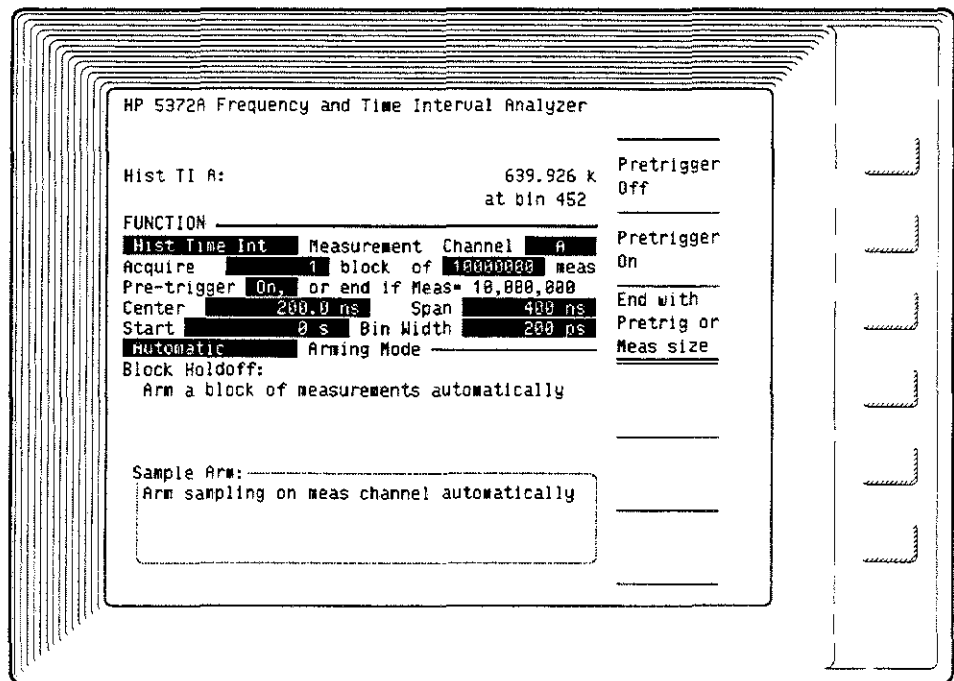 HP 5372A Frequency and Time Interval Analyzer
Hist TI A: 639.926 k
at bin 452
FUNCTION
Hist Time Int Measurement Channel A
Acquire 1 block of 10000000 meas
Pre-trigger On, or end if Meas= 10,000,000
Center 200.0 ns Span 400 ns
Start 0 s Bin Width 200 ps
Automatic Arming Mode
Block Holdoff:
Arm a block of measurements automatically
Sample Arm:
Arm sampling on meas channel automatically
Pretrigger
Off
Pretrigger
On
End with
Pretrig or
Meas size